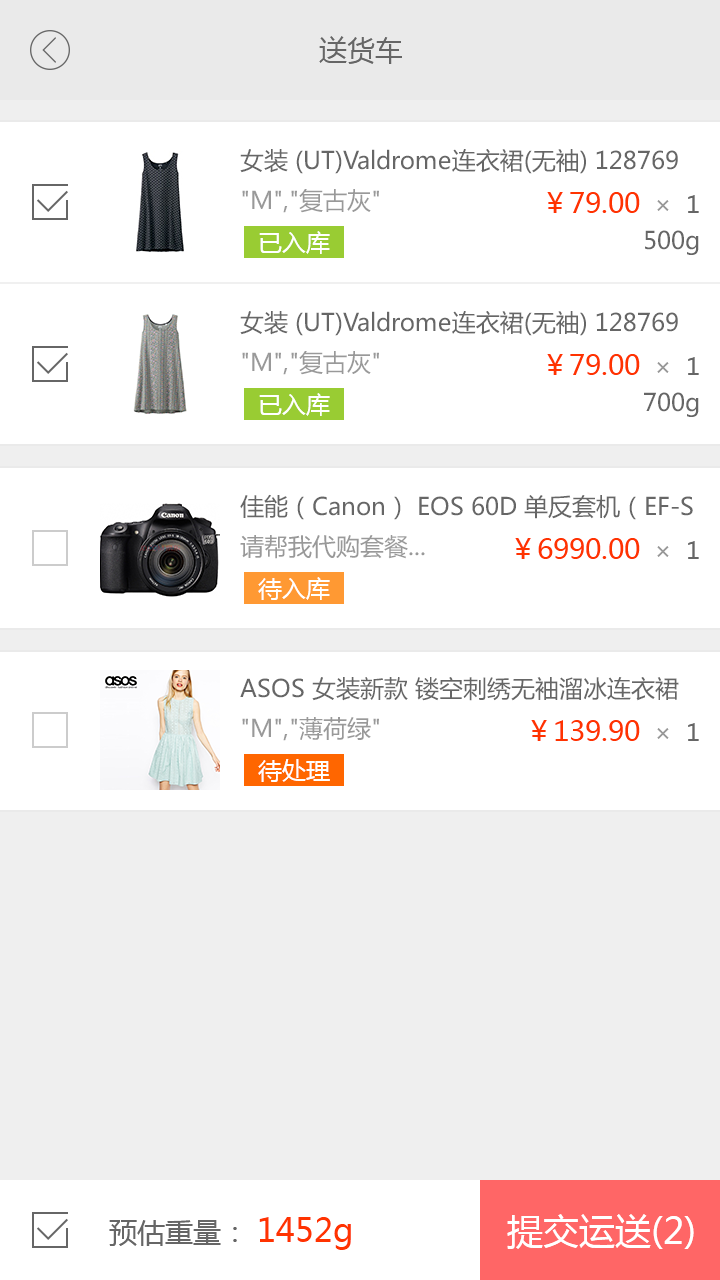 送货车
女装 (UT)Valdrome连衣裙(无袖) 128769
"M","复古灰"
¥ 79.00 × 1
已入库
500g
女装 (UT)Valdrome连衣裙(无袖) 128769
"M","复古灰"
¥ 79.00 × 1
已入库
700g
Canon
60D
佳能（Canon） EOS 60D 单反套机（EF-S
请帮我代购套餐...
¥ 6990.00 × 1
待入库
asos
ASOS 女装新款 镂空刺绣无袖溜冰连衣裙
"M","薄荷绿"
¥ 139.90 × 1
待处理
预估重量： 1452g
提交运送(2)